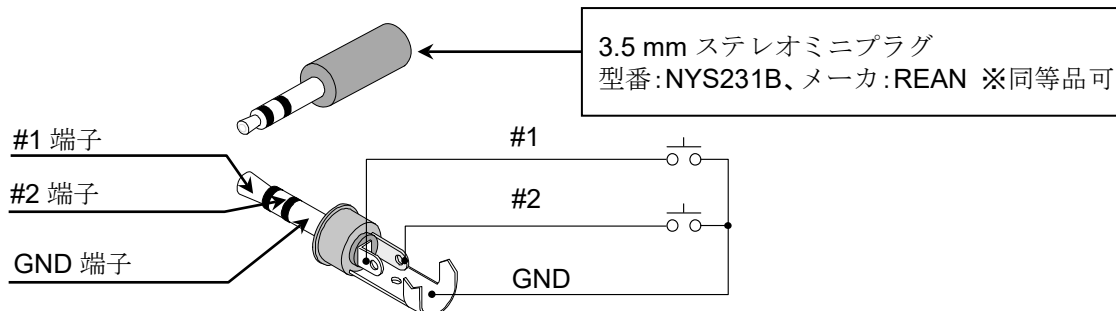 3.5 mm ステレオミニプラグ
型番:NYS231B、メーカ:REAN ※同等品可
#1 端子
#2 端子
GND 端子
#1
#2
GND